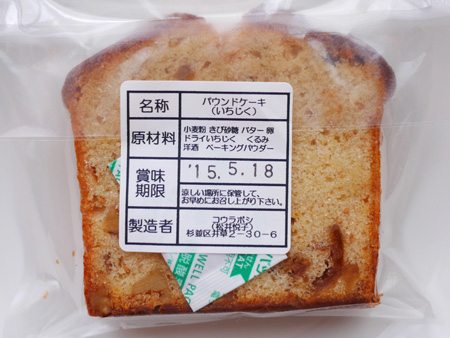 名称 パウンドケーキ
(いちじく)
原材料 小麦粉 きび砂糖 バター 卵
ドライいちじく くるみ
洋酒 ベーキングパウダー
賞味
期限 '15.5.18
涼しい場所に保管して、
お早めにお召し上がり下さい。
製造者 コウラボシ
(松井悦子)
杉並区井草2-30-6
WELL PAC